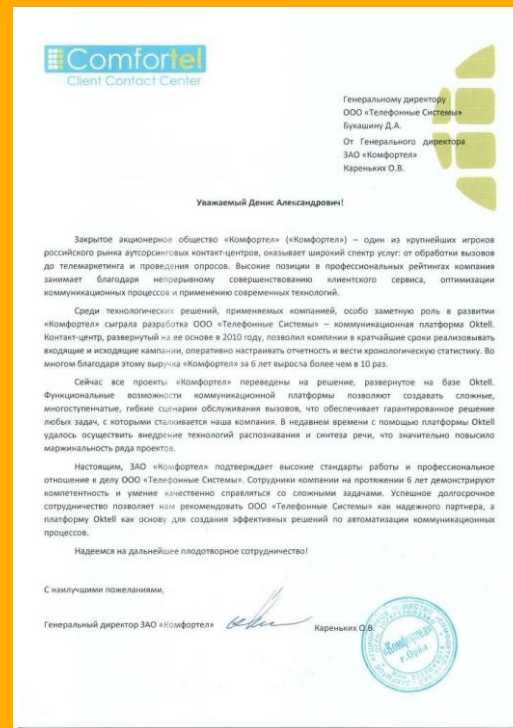 Comfortel
Client Contact Center
Генеральному директору
ООО «Телефонные Системы»
Букашину Д.А.
От Генерального директора
ЗАО «Комфортел»
Кареньких О.В.
Уважаемый Денис Александрович!
Закрытое акционерное общество «Комфортел» («Комфортел») – один из крупнейших игроков
российского рынка аутсорсинговых контакт-центров, оказывает широкий спектр услуг: от обработки вызовов
до телемаркетинга и проведения опросов. Высокие позиции в профессиональных рейтингах компания
занимает благодаря непрерывному совершенствованию клиентского сервиса, оптимизации
коммуникационных процессов и применению современных технологий.
Среди технологических решений, применяемых компанией, особо заметную роль в развитии
«Комфортел» сыграла разработка ООО «Телефонные Системы» – коммуникационная платформа Oktell.
Контакт-центр, развернутый на ее основе в 2010 году, позволил компании в кратчайшие сроки реализовывать
входящие и исходящие кампании, оперативно настраивать отчетность и вести хронологическую статистику. Во
многом благодаря этому выручка «Комфортел» за 6 лет выросла более чем в 10 раз.
Сейчас все проекты «Комфортел» переведены на решение, развернутое на базе Oktell.
Функциональные возможности коммуникационной платформы позволяют создавать сложные,
многоступенчатые, гибкие сценарии обслуживания вызовов, что обеспечивает гарантированное решение
любых задач, с которыми сталкивается наша компания. В недавнем времени с помощью платформы Oktell
удалось осуществить внедрение технологий распознавания и синтеза речи, что значительно повысило
маржинальность ряда проектов.
Настоящим, ЗАО «Комфортел» подтверждает высокие стандарты работы и профессиональное
отношение к делу ООО «Телефонные Системы». Сотрудники компании на протяжении 6 лет демонстрируют
компетентность и умение качественно справляться со сложными задачами. Успешное долгосрочное
сотрудничество позволяет нам рекомендовать ООО «Телефонные Системы» как надежного партнера, а
платформу Oktell как основу для создания эффективных решений по автоматизации коммуникационных
процессов.
Надеемся на дальнейшее плодотворное сотрудничество!
С наилучшими пожеланиями,
Генеральный директор ЗАО «Комфортел»
Кареньких О.В.
«Комфортел»
г. Орёл